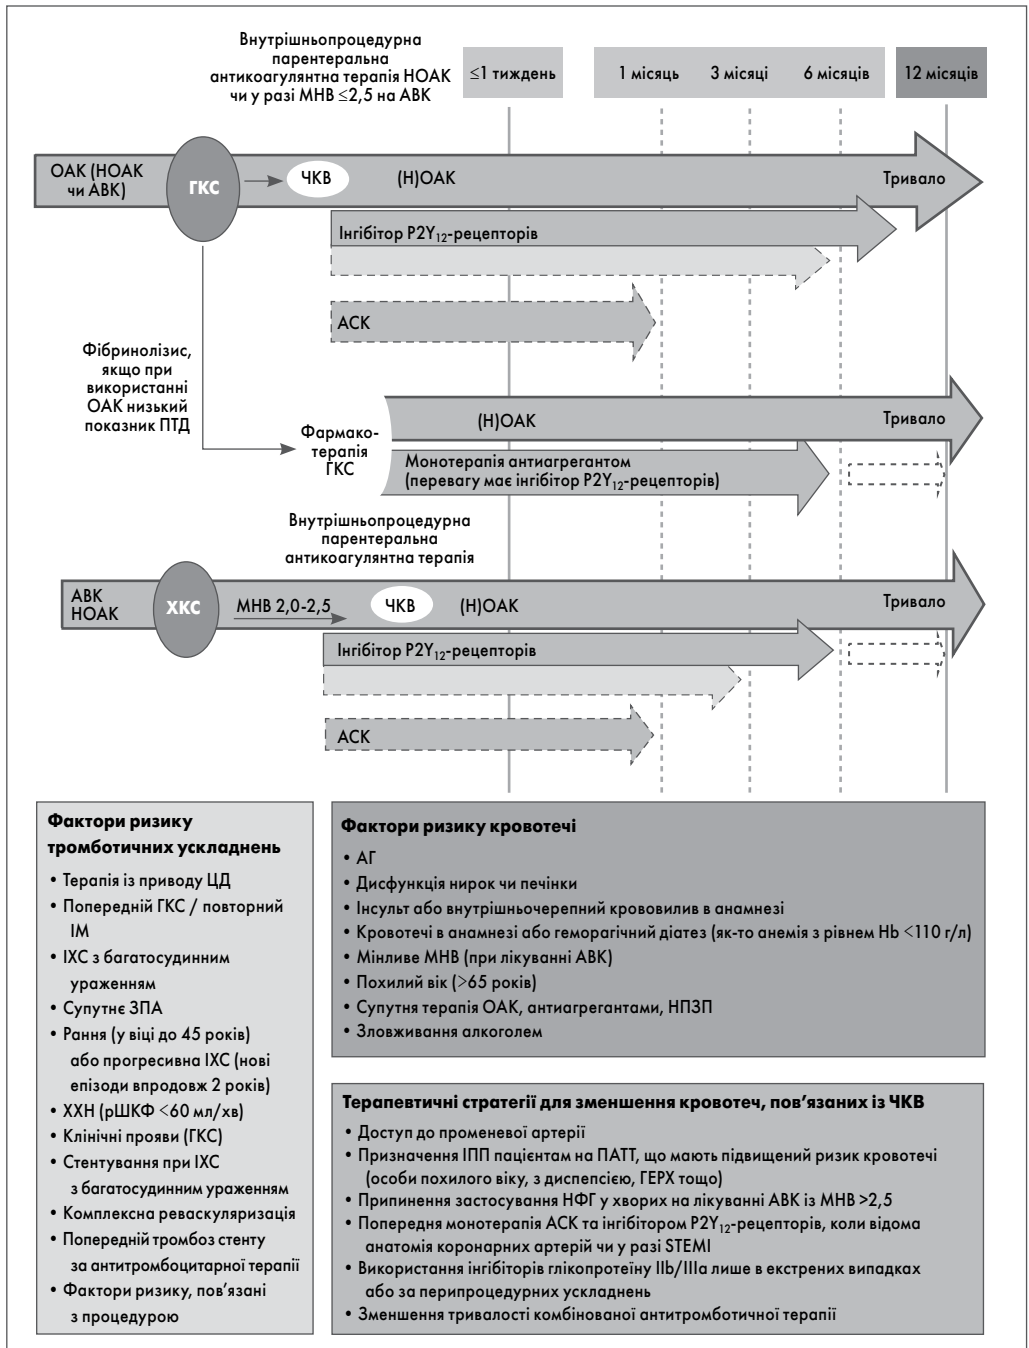 Внутрішньопроцедурна
парентеральна
антикоагулянтна терапія НОАК
чи у разі МНВ ≤2,5 на АВК
≤1 тиждень
1 місяць
3 місяці
6 місяців
12 місяців
ОАК (НОАК
чи АВК)
ГКС
ЧКВ
(Н)ОАК
Тривало
Інгібітор P2Y12-рецепторів
АСК
Фібринолізис,
якщо при
використанні
ОАК низький
показник ПТД
Фармако-
терапія
ГКС
(Н)ОАК
Тривало
Монотерапія антиагрегантом
(перевагу має інгібітор P2Y12-рецепторів)
Внутрішньопроцедурна
парентеральна
антикоагулянтна терапія
АВК
НОАК
ХКС
МНВ 2,0-2,5
ЧКВ
(Н)ОАК
Тривало
Інгібітор P2Y12-рецепторів
АСК
Фактори ризику
тромботичних ускладнень
• Терапія із приводу ЦД
• Попередній ГКС / повторний
ІМ
• ІХС з багатосудинним
ураженням
• Супутнє ЗПА
• Рання (у віці до 45 років)
або прогресивна ІХС (нові
епізоди впродовж 2 років)
• ХХН (рШКФ <60 мл/хв)
• Клінічні прояви (ГКС)
• Стентування при ІХС
з багатосудинним ураженням
• Комплексна реваскуляризація
• Попередній тромбоз стенту
за антитромбоцитарної терапії
• Фактори ризику, пов’язані
з процедурою
Фактори ризику кровотечі
• АГ
• Дисфункція нирок чи печінки
• Інсульт або внутрішньочерепний крововилив в анамнезі
• Кровотечі в анамнезі або геморагічний діатез (як-то анемія з рівнем Hb <110 г/л)
• Мінливе МНВ (при лікуванні АВК)
• Похилий вік (>65 років)
• Супутня терапія ОАК, антиагрегантами, НПЗП
• Зловживання алкоголем
Терапевтичні стратегії для зменшення кровотеч, пов’язаних із ЧКВ
• Доступ до променевої артерії
• Призначення ІПП пацієнтам на ПАТТ, що мають підвищений ризик кровотечі
(особи похилого віку, з диспепсією, ГЕРХ тощо)
• Припинення застосування НФГ у хворих на лікуванні АВК із МНВ >2,5
• Попередня монотерапія АСК та інгібітором P2Y12-рецепторів, коли відома
анатомія коронарних артерій чи у разі STEMI
• Використання інгібіторів глікопротеїну IIb/IIIa лише в екстрених випадках
або за перипроцедурних ускладнень
• Зменшення тривалості комбінованої антитромботичної терапії